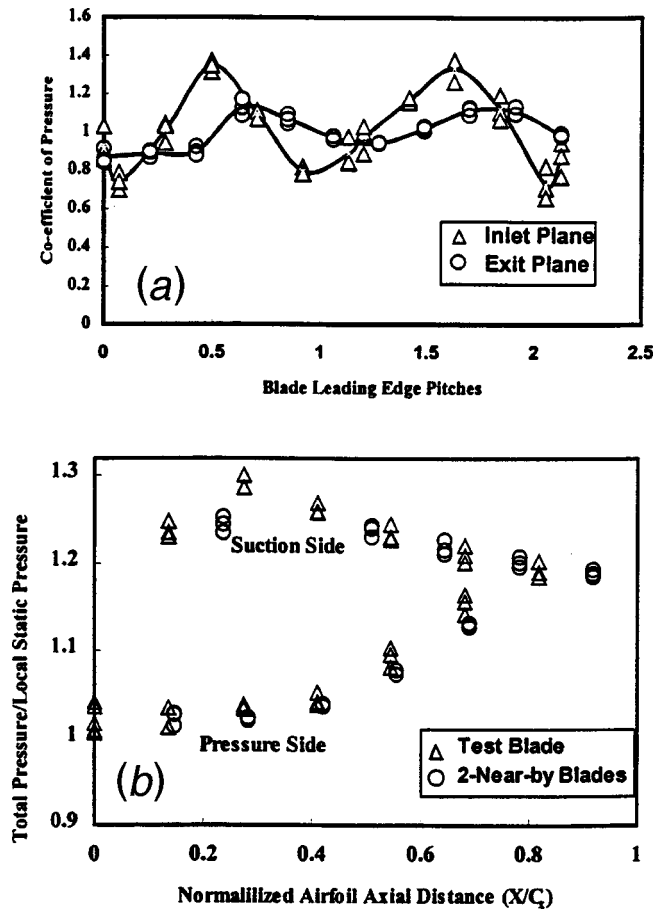 1.6
1.4
1.2
1
0.8
0.6
0.4
0.2
0
Co-efficient of Pressure
(a)
Inlet Plane
Exit Plane
0 0.5 1 1.5 2 2.5
Blade Leading Edge Pitches
1.3
1.2
1.1
1
0.9
Total Pressure/Local Static Pressure
Suction Side
Pressure Side
(b)
Test Blade
2-Near-by Blades
0 0.2 0.4 0.6 0.8 1
Normalilized Airfoil Axial Distance (X/C)